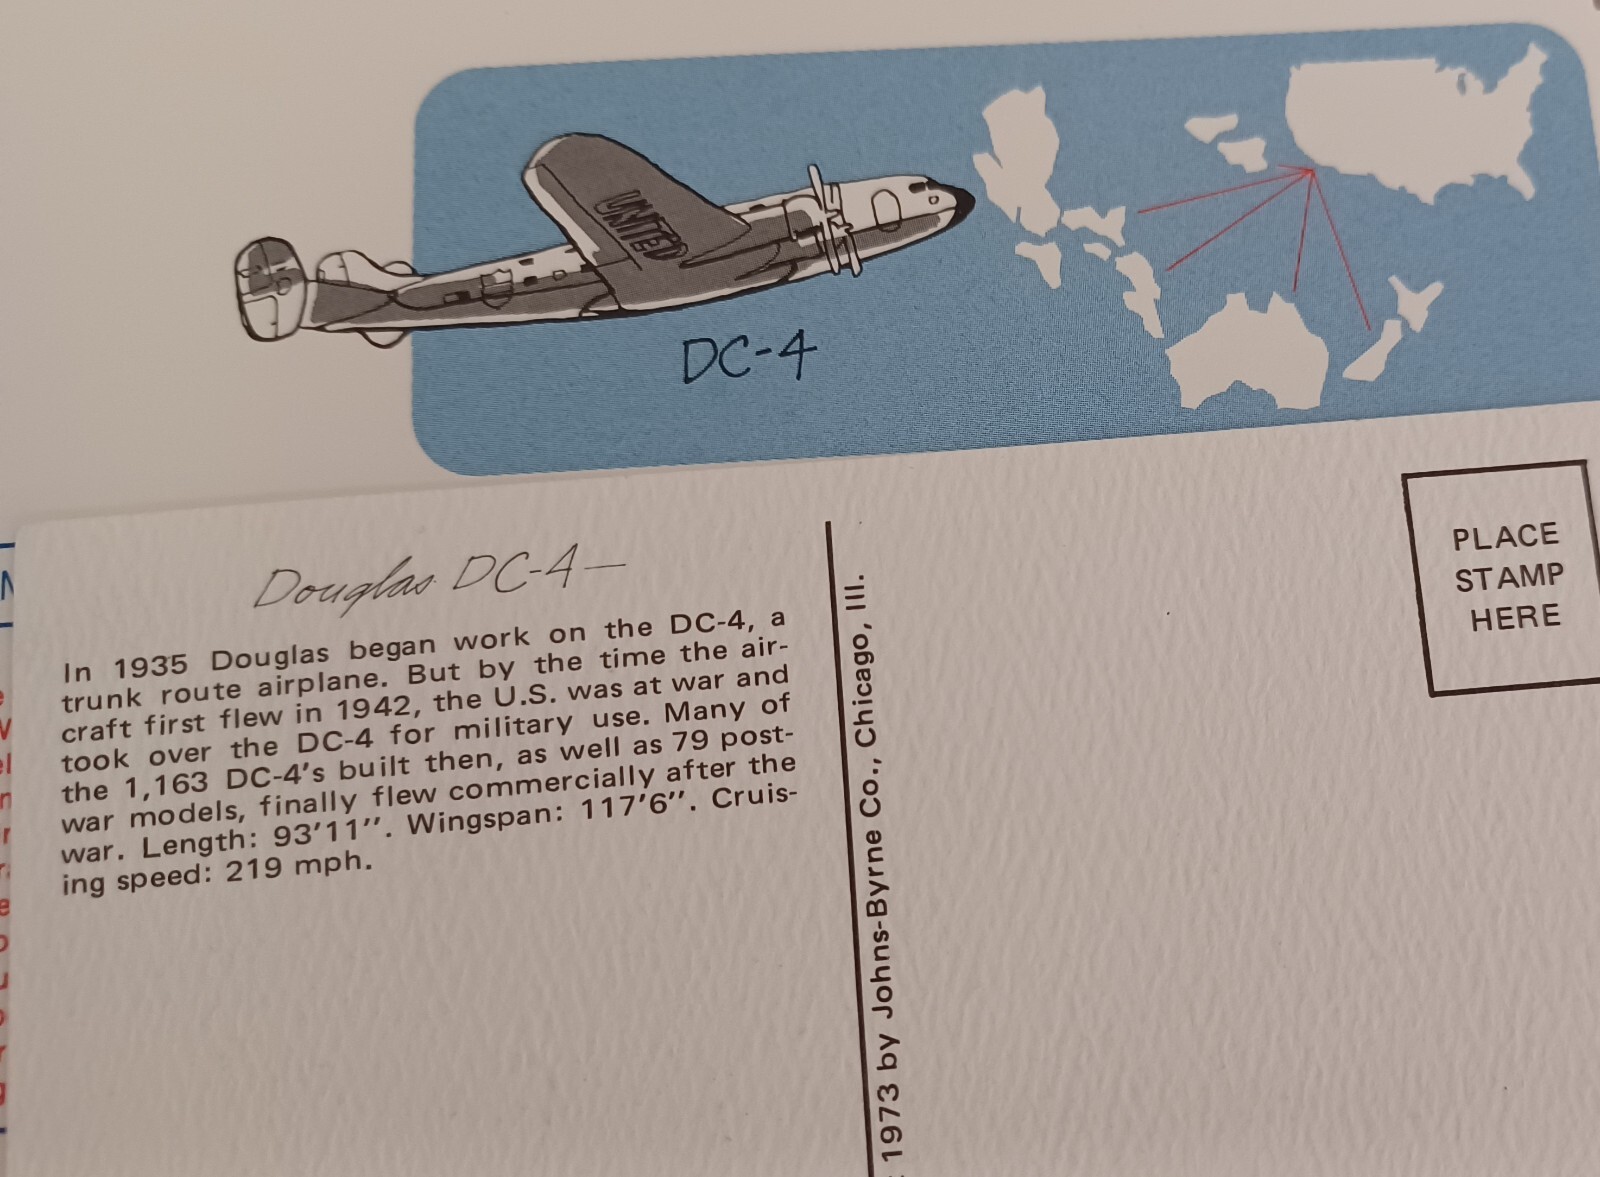 UNITED
DC-4
Douglas DC-4—
In 1935 Douglas began work on the DC-4, a
trunk route airplane. But by the time the air-
craft first flew in 1942, the U.S. was at war and
took over the DC-4 for military use. Many of
the 1,163 DC-4's built then, as well as 79 post-
war models, finally flew commercially after the
war. Length: 93'11''. Wingspan: 117'6''. Cruis-
ing speed: 219 mph.
1973 by Johns-Byrne Co., Chicago, Ill.
PLACE
STAMP
HERE